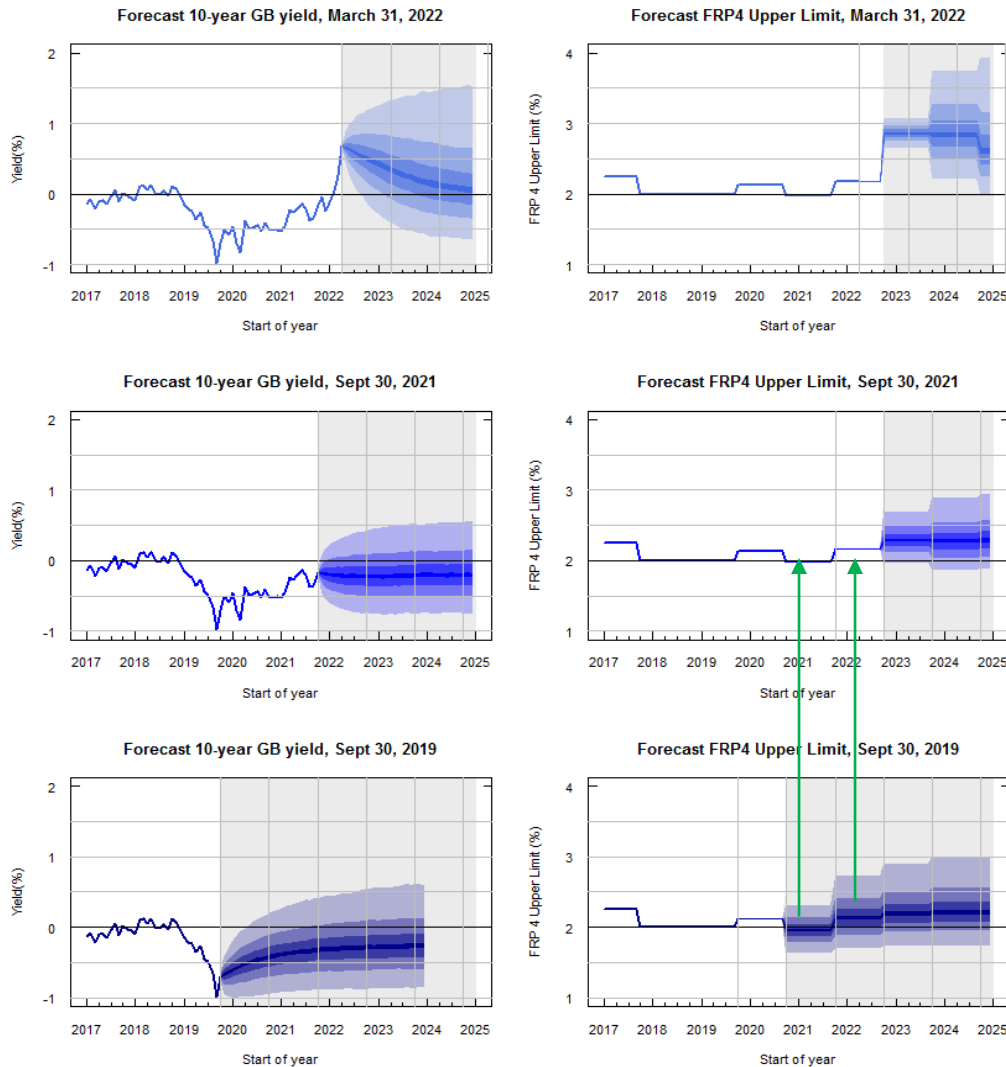 Forecast 10-year GB yield, March 31, 2022
2
1
0
-1
Yield(%)
2017 2018 2019 2020 2021 2022 2023 2024 2025
Start of year
Forecast FRP4 Upper Limit, March 31, 2022
4
3
2
1
FRP 4 Upper Limit (%)
2017 2018 2019 2020 2021 2022 2023 2024 2025
Start of year
Forecast 10-year GB yield, Sept 30, 2021
2
1
0
-1
Yield(%)
2017 2018 2019 2020 2021 2022 2023 2024 2025
Start of year
Forecast FRP4 Upper Limit, Sept 30, 2021
4
3
2
1
FRP 4 Upper Limit (%)
2017 2018 2019 2020 2021 2022 2023 2024 2025
Start of year
Forecast 10-year GB yield, Sept 30, 2019
2
1
0
-1
Yield(%)
2017 2018 2019 2020 2021 2022 2023 2024 2025
Start of year
Forecast FRP4 Upper Limit, Sept 30, 2019
4
3
2
1
FRP 4 Upper Limit (%)
2017 2018 2019 2020 2021 2022 2023 2024 2025
Start of year